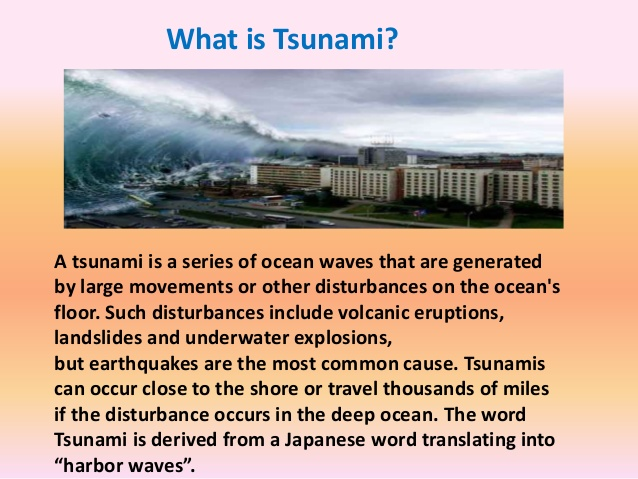 What is Tsunami?
A tsunami is a series of ocean waves that are generated
by large movements or other disturbances on the ocean's
floor. Such disturbances include volcanic eruptions,
landslides and underwater explosions,
but earthquakes are the most common cause. Tsunamis
can occur close to the shore or travel thousands of miles
if the disturbance occurs in the deep ocean. The word
Tsunami is derived from a Japanese word translating into
“harbor waves”.